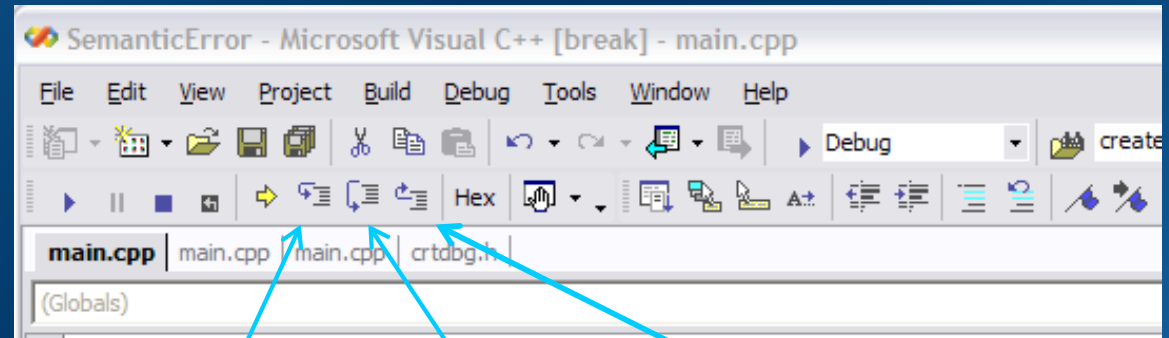 SemanticError - Microsoft Visual C++ [break] - main.cpp
File Edit View Project Build Debug Tools Window Help
Debug create
Hex
main.cpp main.cpp main.cpp crtdbg.h
(Globals)